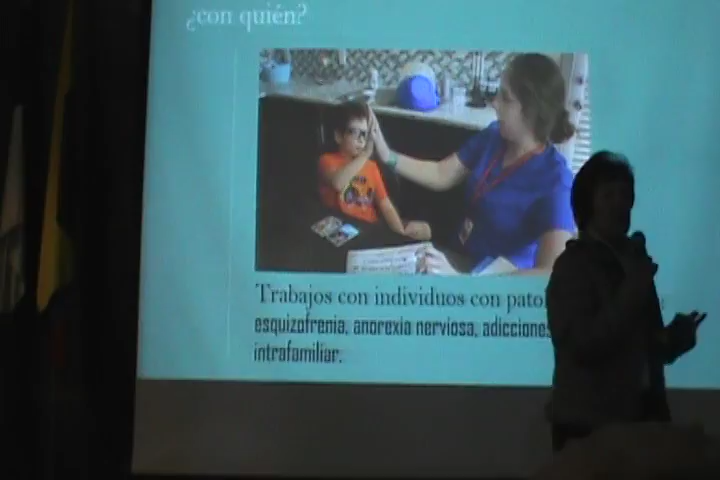 ¿con quién?
Trabajos con individuos con pato
esquizofrenia, anorexia nerviosa, adicciones
intrafamiliar.